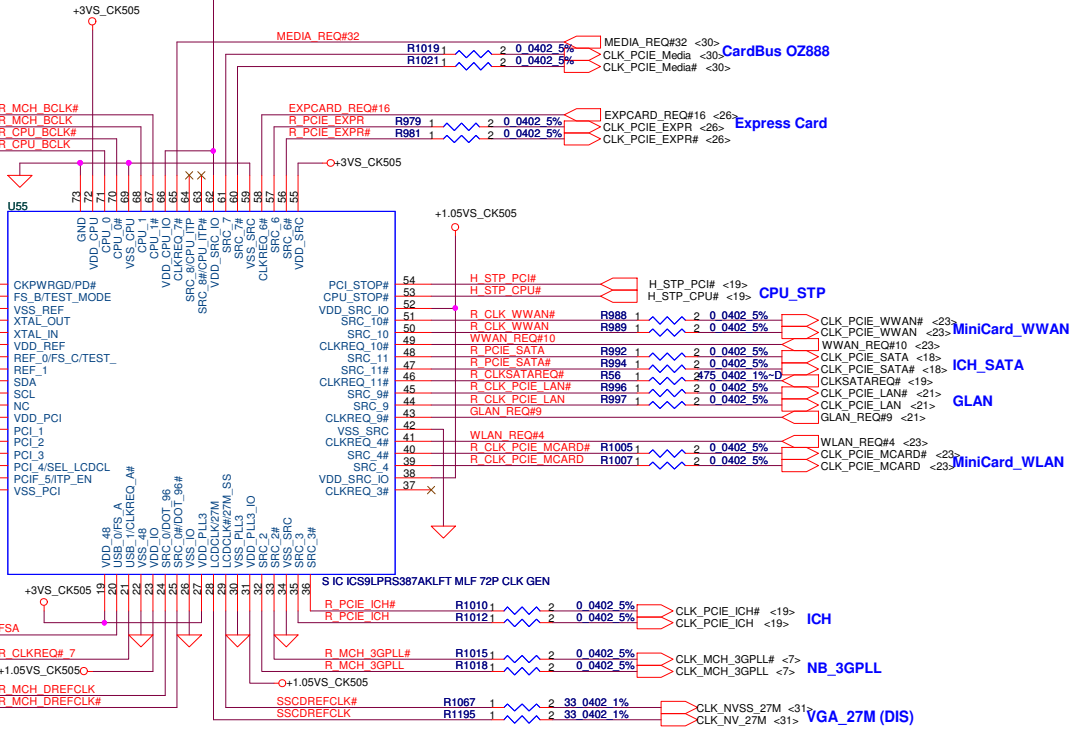 +3VS_CK505
MEDIA_REQ#32
MEDIA_REQ#32 <30>
R1019 1 2 0_0402_5% CLK_PCIE_Media <30>
CardBus OZ888
R1021 1 2 0_0402_5% CLK_PCIE_Media# <30>
R_MCH_BCLK#
R_MCH_BCLK
R_CPU_BCLK#
R_CPU_BCLK
EXPCARD_REQ#16 EXPCARD_REQ#16 <26>
R_PCIE_EXPR R979 1 2 0_0402_5% CLK_PCIE_EXPR <26>
Express Card
R_PCIE_EXPR# R981 1 2 0_0402_5% CLK_PCIE_EXPR# <26>
+3VS_CK505
73 72 71 70 69 68 67 66 65 64 63 62 61 60 59 58 57 56 55
U55
GND
VDD_CPU
CPU_0
CPU_0#
VSS_CPU
CPU_1
CPU_1#
VDD_CPU_IO
CLKREQ_7#
SRC_8/CPU_ITP
SRC_8#/CPU_ITP#
VDD_SRC_IO
SRC_7
SRC_7#
VSS_SRC
CLKREQ_6#
SRC_6
SRC_6#
VDD_SRC
+1.05VS_CK505
CKPWRGD/PD#
FS_B/TEST_MODE
VSS_REF
XTAL_OUT
XTAL_IN
VDD_REF
REF_0/FS_C/TEST_
REF_1
SDA
SCL
NC
VDD_PCI
PCI_1
PCI_2
PCI_3
PCI_4/SEL_LCDCL
PCIF_5/ITP_EN
VSS_PCI
PCI_STOP# 54 H_STP_PCI# H_STP_PCI# <19>
CPU_STOP# 53 H_STP_CPU# H_STP_CPU# <19>
CPU_STP
VDD_SRC_IO 52
SRC_10# 51 R_CLK_WWAN# R988 1 2 0_0402_5% CLK_PCIE_WWAN# <23>
SRC_10 50 R_CLK_WWAN R989 1 2 0_0402_5% CLK_PCIE_WWAN <23>
MiniCard_WWAN
CLKREQ_10# 49 WWAN_REQ#10 WWAN_REQ#10 <23>
SRC_11 48 R_PCIE_SATA R992 1 2 0_0402_5% CLK_PCIE_SATA <18>
SRC_11# 47 R_PCIE_SATA# R994 1 2 0_0402_5% CLK_PCIE_SATA# <18>
ICH_SATA
CLKREQ_11# 46 R_CLKSATAREQ# R56 1 2 475_0402_1%~D CLKSATAREQ# <19>
SRC_9# 45 R_CLK_PCIE_LAN# R996 1 2 0_0402_5% CLK_PCIE_LAN# <21>
SRC_9 44 R_CLK_PCIE_LAN R997 1 2 0_0402_5% CLK_PCIE_LAN <21>
GLAN
CLKREQ_9# 43 GLAN_REQ#9 GLAN_REQ#9 <21>
VSS_SRC 42
CLKREQ_4# 41 WLAN_REQ#4 WLAN_REQ#4 <23>
SRC_4# 40 R_CLK_PCIE_MCARD# R1005 1 2 0_0402_5% CLK_PCIE_MCARD# <23>
SRC_4 39 R_CLK_PCIE_MCARD R1007 1 2 0_0402_5% CLK_PCIE_MCARD <23>
MiniCard_WLAN
VDD_SRC_IO 38
CLKREQ_3# 37
VDD_48
USB_0/FS_A
USB_1/CLKREQ_A#
VSS_48
VDD_IO
SRC_0/DOT_96
SRC_0#/DOT_96#
VSS_IO
VDD_PLL3
LCDCLK/27M
LCDCLK#/27M_SS
VSS_PLL3
VDD_PLL3_IO
SRC_2
SRC_2#
VSS_SRC
SRC_3
SRC_3#
S IC ICS9LPRS387AKLFT MLF 72P CLK GEN
19 20 21 22 23 24 25 26 27 28 29 30 31 32 33 34 35 36
+3VS_CK505
R_PCIE_ICH# R1010 1 2 0_0402_5% CLK_PCIE_ICH# <19>
R_PCIE_ICH R1012 1 2 0_0402_5% CLK_PCIE_ICH <19>
ICH
FSA
R_CLKREQ#_7
R_MCH_3GPLL# R1015 1 2 0_0402_5% CLK_MCH_3GPLL# <7>
R_MCH_3GPLL R1018 1 2 0_0402_5% CLK_MCH_3GPLL <7>
NB_3GPLL
+1.05VS_CK505
+1.05VS_CK505
R_MCH_DREFCLK
R_MCH_DREFCLK#
SSCDREFCLK# R1067 1 2 33_0402_1% CLK_NVSS_27M <31>
SSCDREFCLK R1195 1 2 33_0402_1% CLK_NV_27M <31>
VGA_27M (DIS)